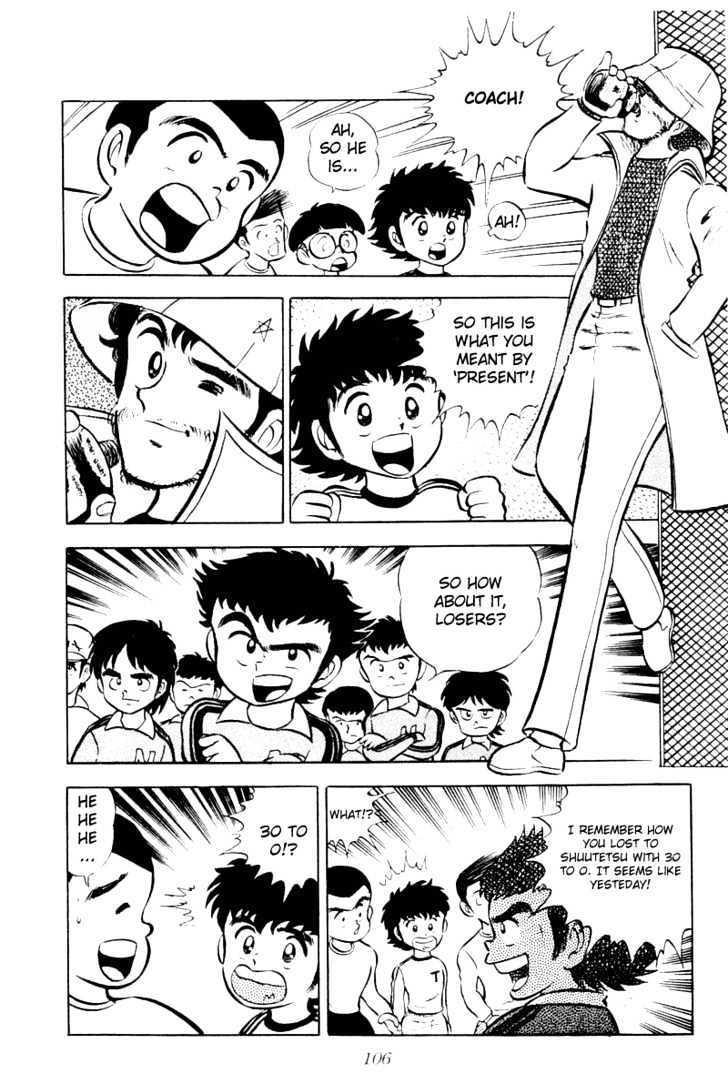 COACH!
AH,
SO HE
IS...
AH!
SO THIS IS
WHAT YOU
MEANT BY
'PRESENT'!
SO HOW
ABOUT IT,
LOSERS?
HE
HE
HE
...
30 TO
0!?
WHAT!?
I REMEMBER HOW
YOU LOST TO
SHUUTETSU WITH 30
TO 0. IT SEEMS LIKE
YESTEDAY!
T
106